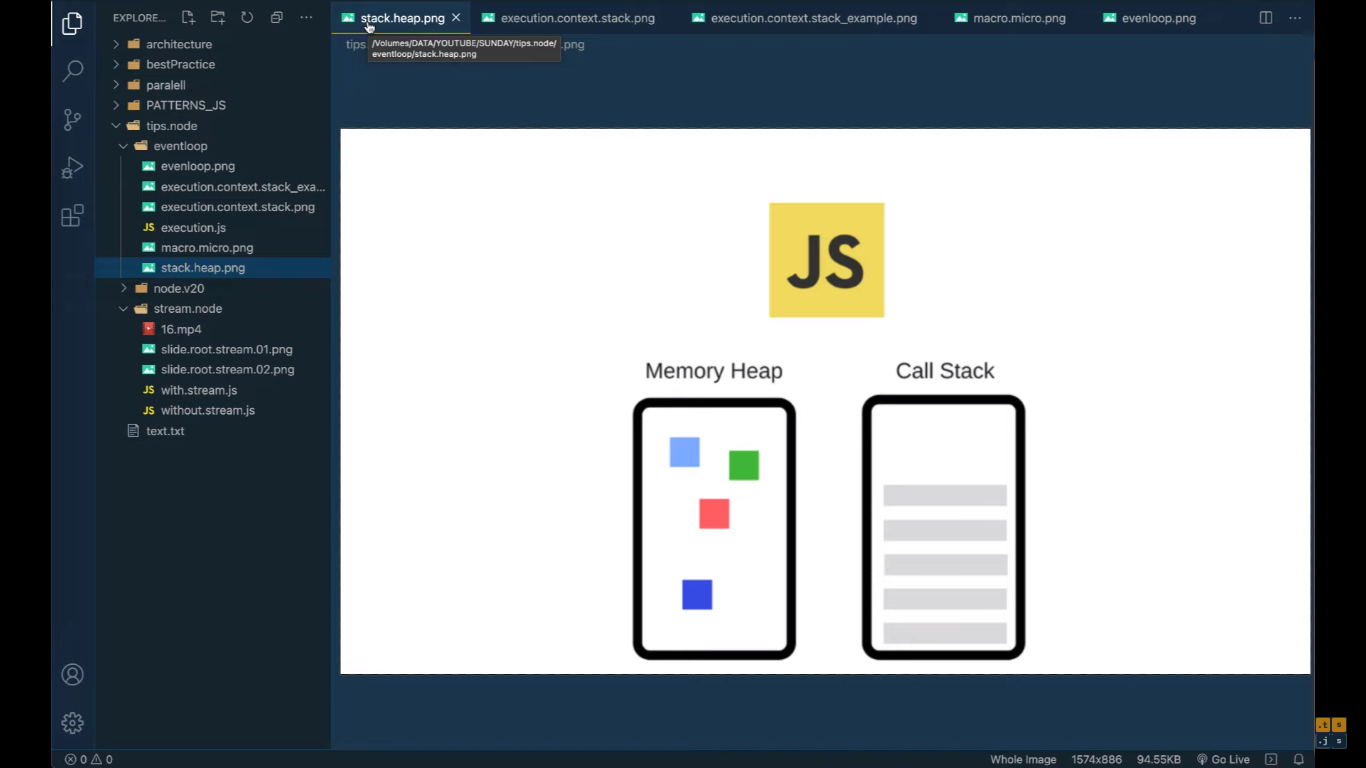 EXPLORE...
stack.heap.png
execution.context.stack.png
execution.context.stack_example.png
macro.micro.png
evenloop.png
tips.
.png
/Volumes/DATA/YOUTUBE/SUNDAY/tips.node/
eventloop/stack.heap.png
architecture
bestPractice
paralell
PATTERNS_JS
tips.node
eventloop
evenloop.png
execution.context.stack_exa...
execution.context.stack.png
JS execution.js
macro.micro.png
stack.heap.png
node.v20
stream.node
16.mp4
slide.root.stream.01.png
slide.root.stream.02.png
JS with.stream.js
JS without.stream.js
text.txt
JS
Memory Heap
Call Stack
.t s
.j s
0 0
Whole Image
1574x886
94.55KB
Go Live